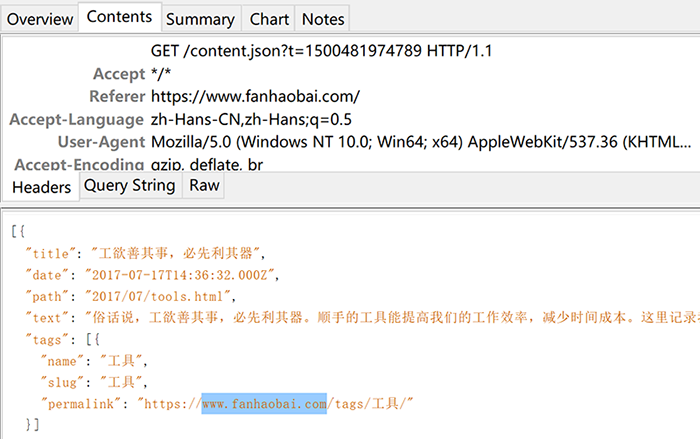 Overview Contents Summary Chart Notes
GET /content.json?t=1500481974789 HTTP/1.1
Accept */*
Referer https://www.fanhaobai.com/
Accept-Language zh-Hans-CN,zh-Hans;q=0.5
User-Agent Mozilla/5.0 (Windows NT 10.0; Win64; x64) AppleWebKit/537.36 (KHTML...
Accept-Encoding gzip, deflate, br
Headers Query String Raw
[{
"title": "工欲善其事，必先利其器",
"date": "2017-07-17T14:36:32.000Z",
"path": "2017/07/tools.html",
"text": "俗话说，工欲善其事，必先利其器。顺手的工具能提高我们的工作效率，减少时间成本。这里记录
"tags": [{
"name": "工具",
"slug": "工具",
"permalink": "https://www.fanhaobai.com/tags/工具/"
}]